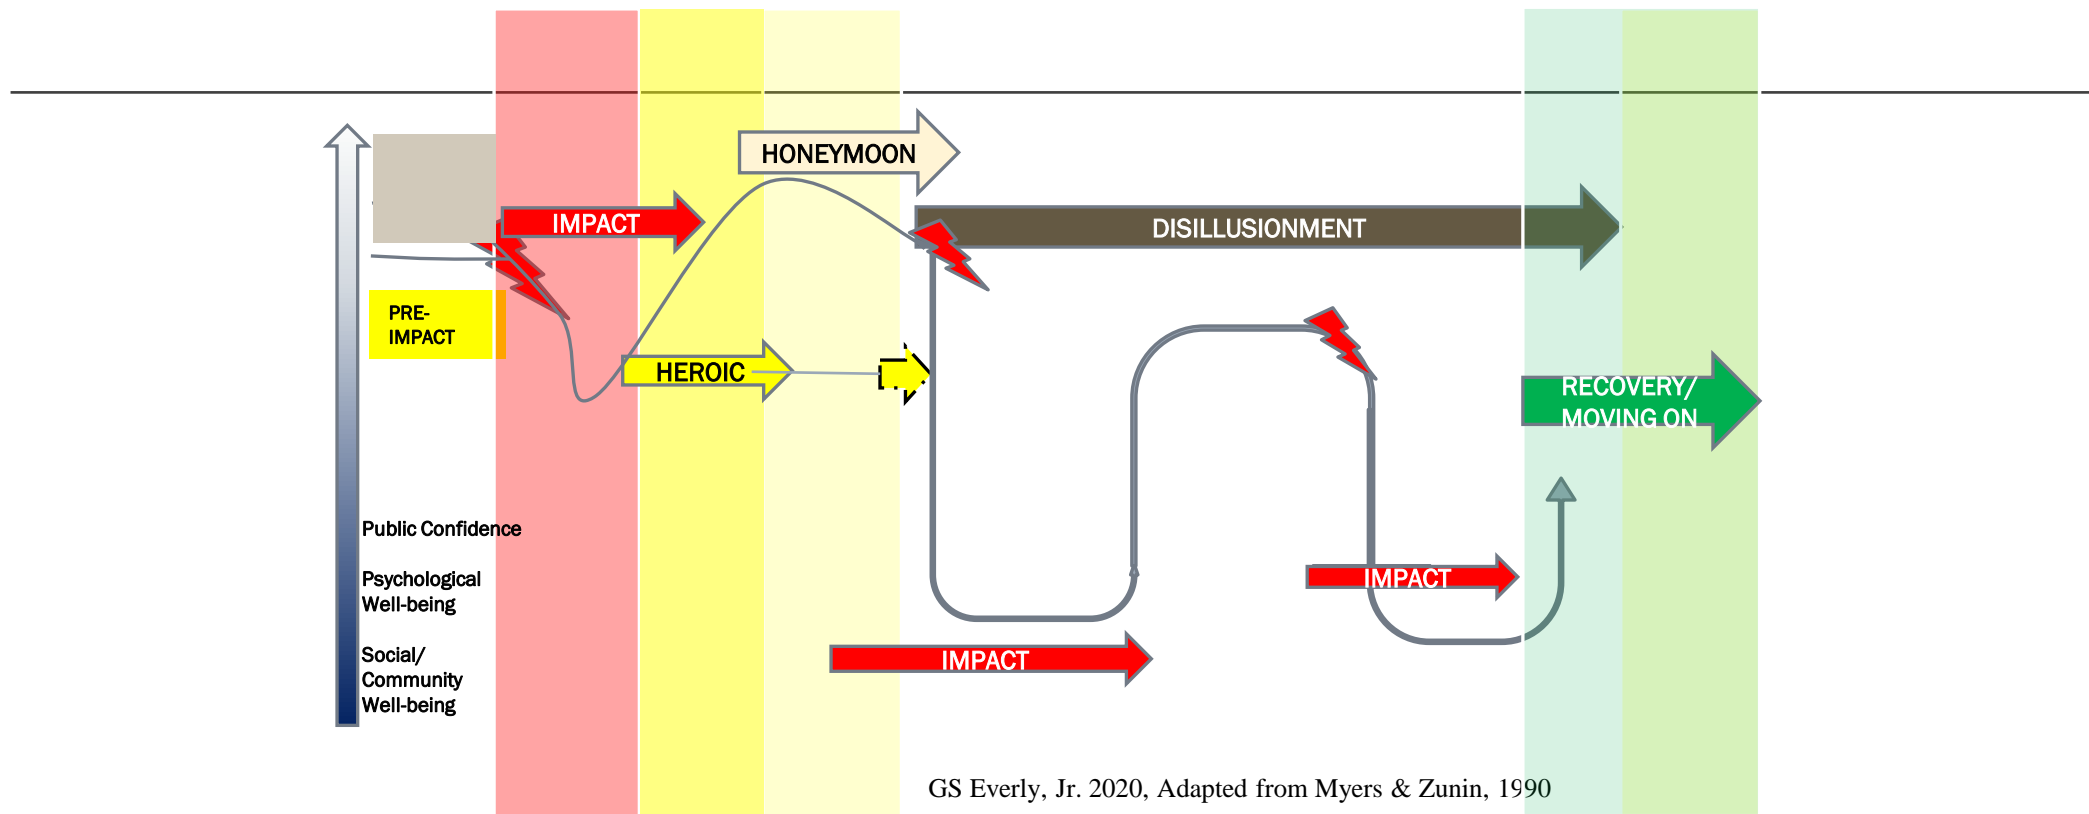 HONEYMOON
IMPACT
DISILLUSIONMENT
PRE-
IMPACT
HEROIC
RECOVERY/
MOVING ON
Public Confidence
Psychological
Well-being
Social/
Community
Well-being
IMPACT
IMPACT
GS Everly, Jr. 2020, Adapted from Myers & Zunin, 1990